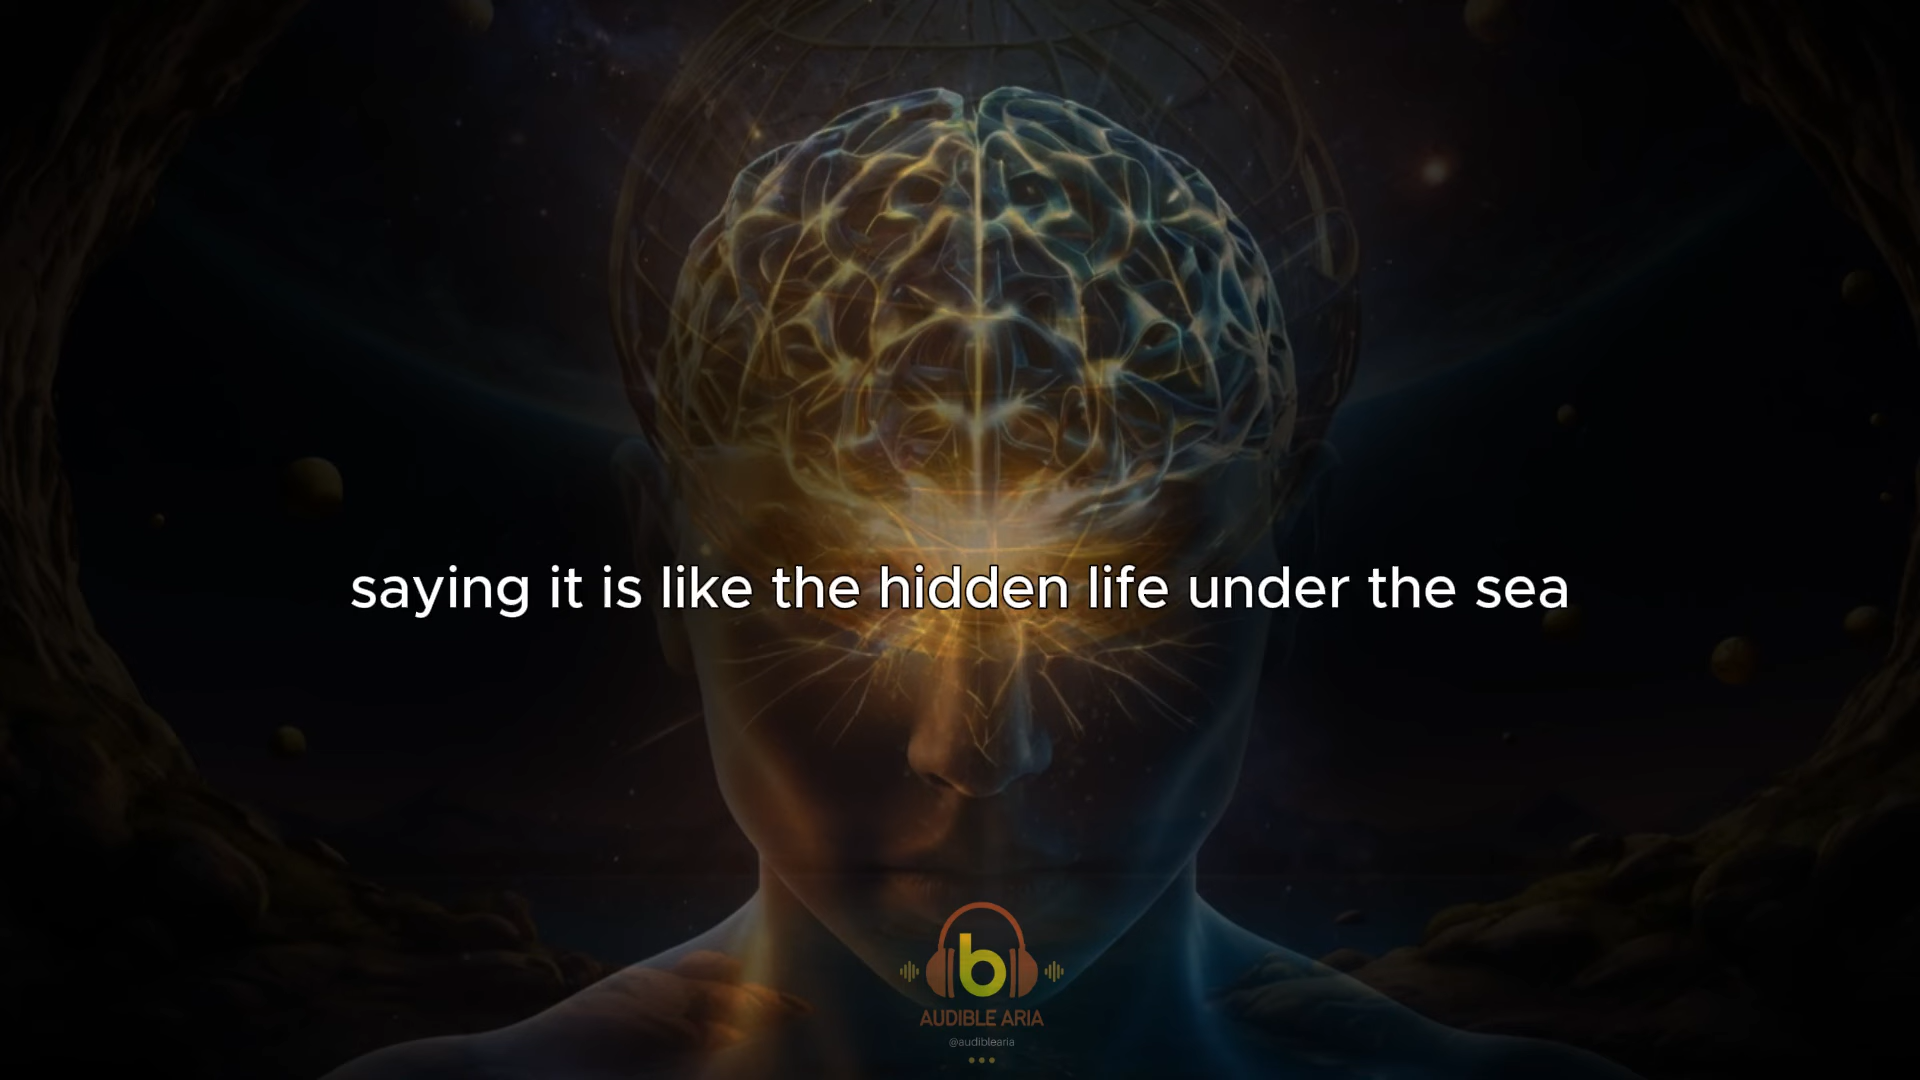 saying it is like the hidden life under the sea
b
AUDIBLE ARIA
@audiblearia